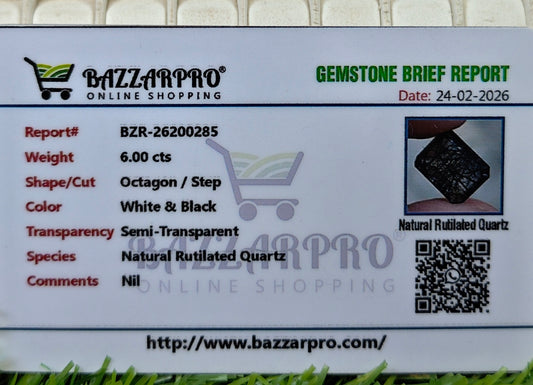 BAZZARPRO®
ONLINE SHOPPING
GEMSTONE BRIEF REPORT
Date: 24-02-2026
Report# BZR-26200285
Weight 6.00 cts
Shape/Cut Octagon / Step
Color White & Black
Transparency Semi-Transparent
Species Natural Rutilated Quartz
Comments Nil
Natural Rutilated Quartz
BAZZARPRO®
ONLINE SHOPPING
http://www.bazzarpro.com/